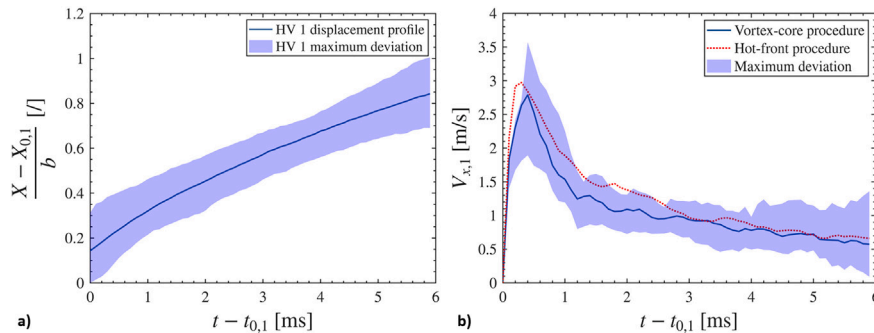 HV 1 displacement profile
HV 1 maximum deviation
1
0.8
0.6
0.4
0.2
0
X − X0,1
b
[/]
0 1 2 3 4 5 6
t − t0,1 [ms]
a)
Vortex-core procedure
Hot-front procedure
Maximum deviation
4
3.5
3
2.5
2
1.5
1
0.5
0
Vx,1 [m/s]
0 1 2 3 4 5 6
t − t0,1 [ms]
b)